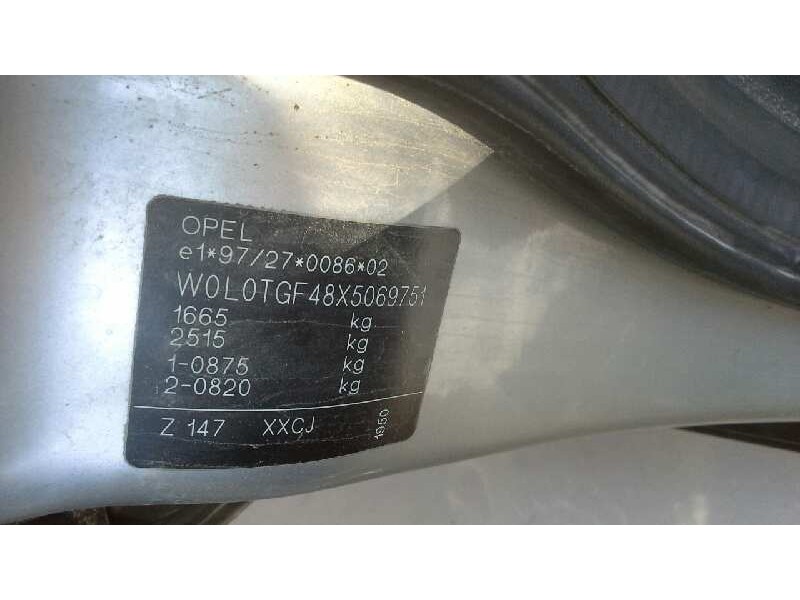 OPEL
e1*97/27*0086*02
W0L0TGF48X5069751
1665 kg
2515 kg
1-0875 kg
2-0820 kg
Z 147 XXCJ 1950